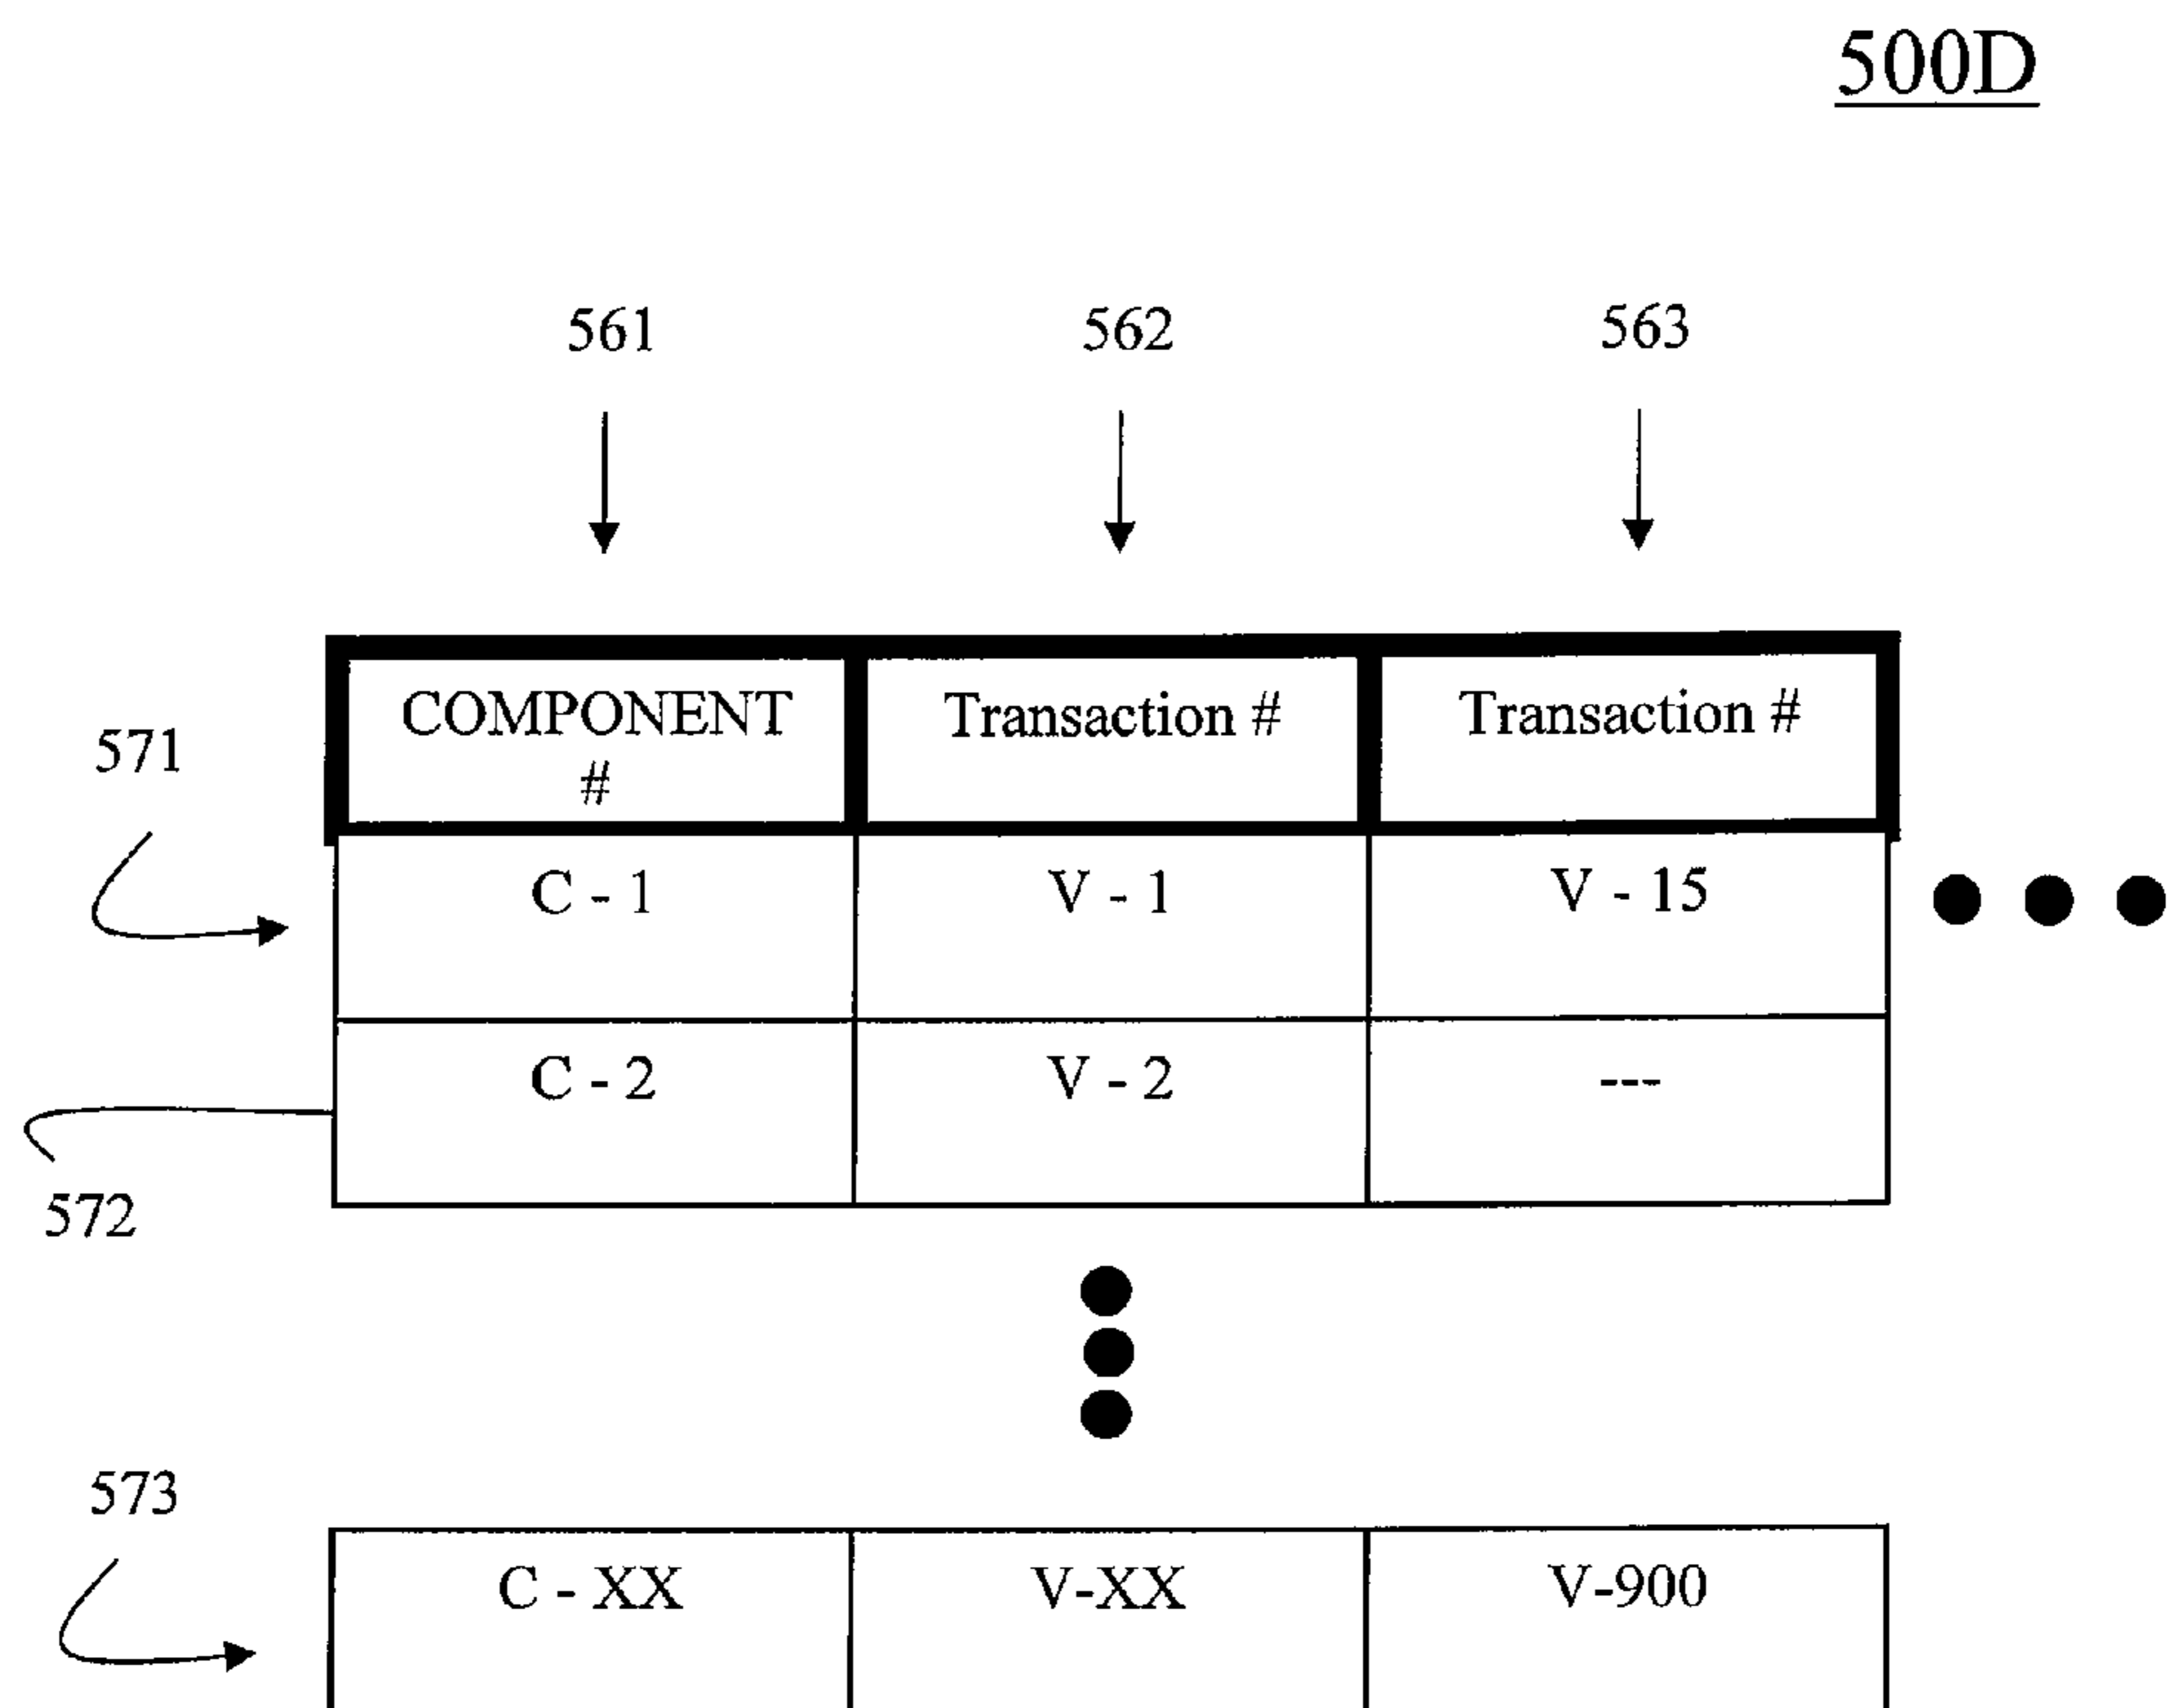 500D
561 562 563
COMPONENT # Transaction # Transaction #
571
C - 1 V - 1 V - 15
C - 2 V - 2 ---
572
573
C - XX V-XX V-900